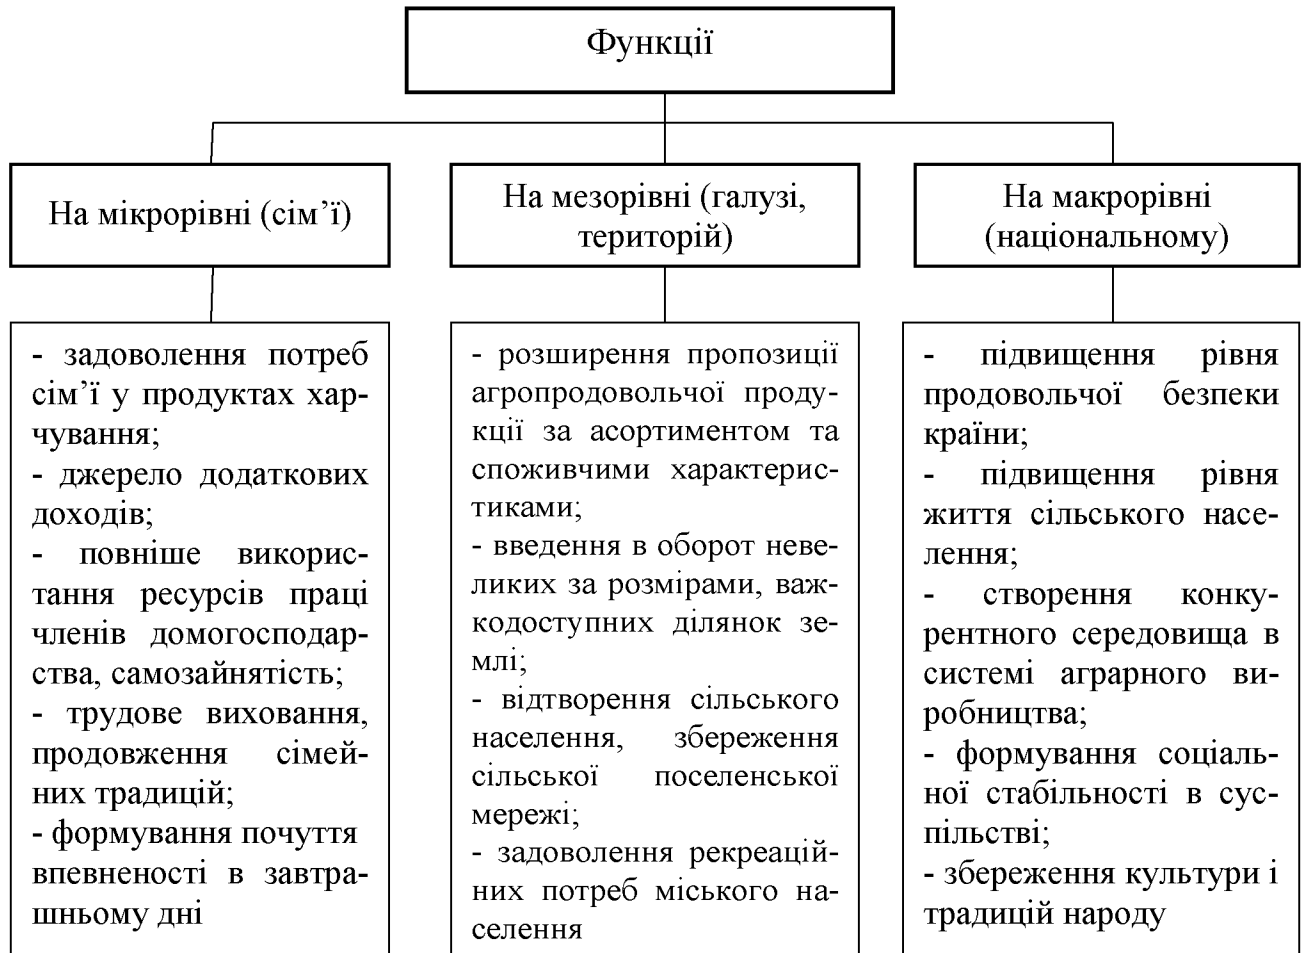 Функції
На мікрорівні (сім’ї)
На мезорівні (галузі,
територій)
На макрорівні
(національному)
- задоволення потреб
сім’ї у продуктах хар-
чування;
- джерело додаткових
доходів;
- повніше викорис-
тання ресурсів праці
членів домогосподар-
ства, самозайнятість;
- трудове виховання,
продовження сімей-
них традицій;
- формування почуття
впевненості в завтра-
шньому дні
- розширення пропозиції
агропродовольчої проду-
кції за асортиментом та
споживчими характерис-
тиками;
- введення в оборот неве-
ликих за розмірами, важ-
кодоступних ділянок зе-
млі;
- відтворення сільського
населення, збереження
сільської поселенської
мережі;
- задоволення рекреацій-
них потреб міського на-
селення
- підвищення рівня
продовольчої безпеки
країни;
- підвищення рівня
життя сільського насе-
лення;
- створення конку-
рентного середовища в
системі аграрного ви-
робництва;
- формування соціаль-
ної стабільності в сус-
пільстві;
- збереження культури і
традицій народу